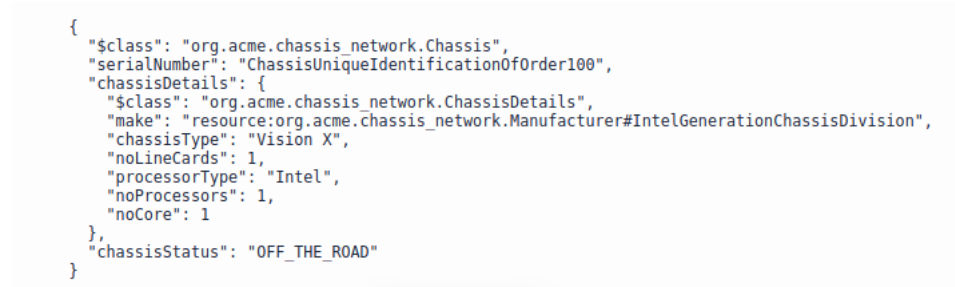 {
"$class": "org.acme.chassis_network.Chassis",
"serialNumber": "ChassisUniqueIdentificationOfOrder100",
"chassisDetails": {
"$class": "org.acme.chassis_network.ChassisDetails",
"make": "resource:org.acme.chassis_network.Manufacturer#IntelGenerationChassisDivision",
"chassisType": "Vision X",
"noLineCards": 1,
"processorType": "Intel",
"noProcessors": 1,
"noCore": 1
},
"chassisStatus": "OFF_THE_ROAD"
}